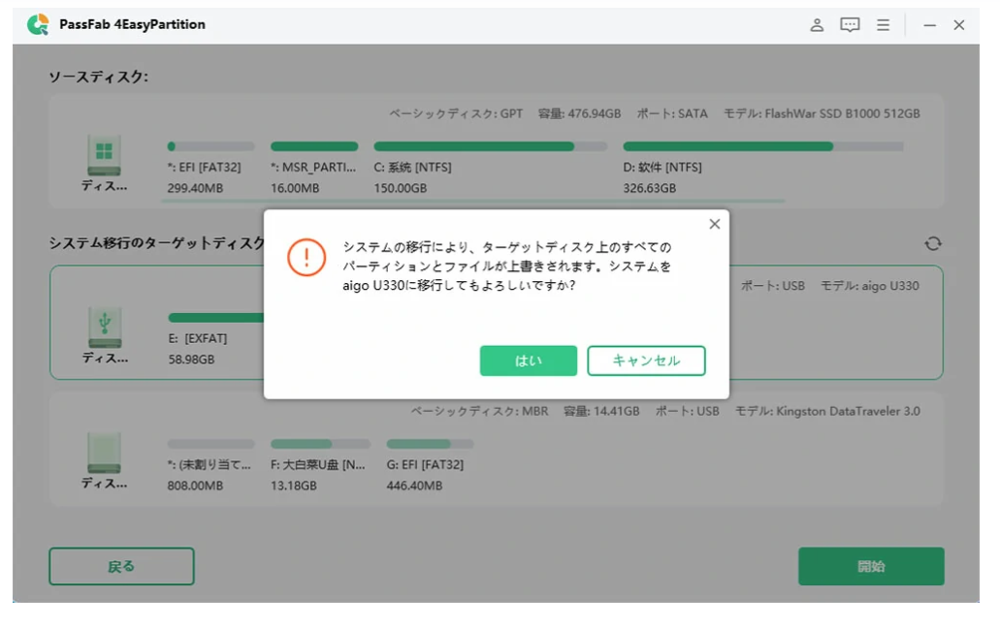 PassFab 4EasyPartition
ソースディスク:
ベーシックディスク: GPT 容量: 476.94GB ポート: SATA モデル: FlashWar SSD B1000 512GB
*: EFI [FAT32] *: MSR_PARTI... C: 系统 [NTFS] D: 软件 [NTFS]
ディス... 299.40MB 16.00MB 150.00GB 326.63GB
システム移行のターゲットディスク
ポート: USB モデル: aigo U330
E: [EXFAT]
ディス... 58.98GB
システムの移行により、ターゲットディスク上のすべての
パーティションとファイルが上書きされます。システムを
aigo U330に移行してもよろしいですか?
はい キャンセル
ベーシックディスク: MBR 容量: 14.41GB ポート: USB モデル: Kingston DataTraveler 3.0
*: (未割り当て... F: 大白菜U盘 [N... G: EFI [FAT32]
ディス... 808.00MB 13.18GB 446.40MB
戻る 開始